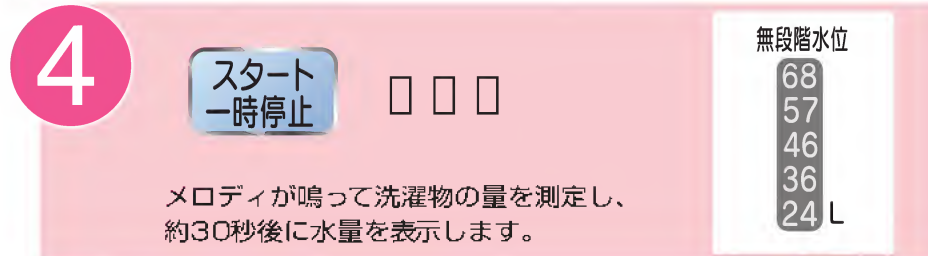 4
スタート
一時停止
メロディが鳴って洗濯物の量を測定し、
約30秒後に水量を表示します。
無段階水位
68
57
46
36
24 L